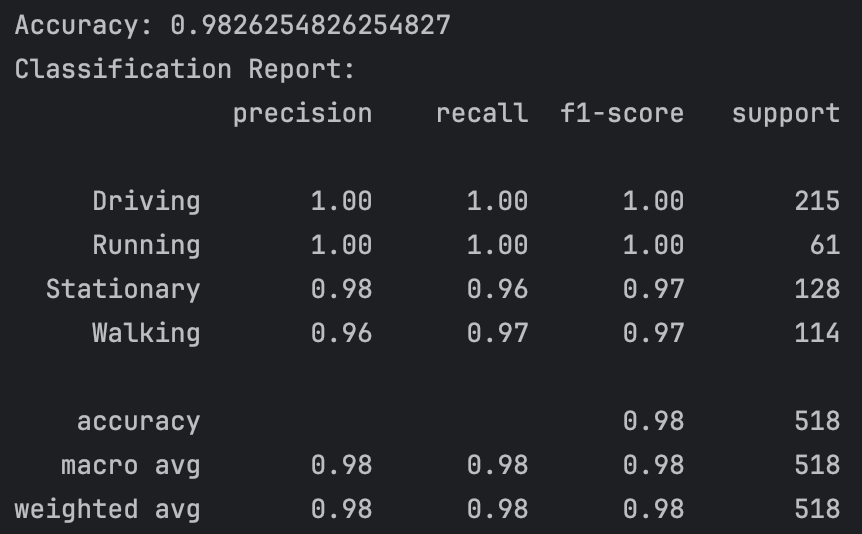 Accuracy: 0.9826254826254827
Classification Report:
precision recall f1-score support
Driving 1.00 1.00 1.00 215
Running 1.00 1.00 1.00 61
Stationary 0.98 0.96 0.97 128
Walking 0.96 0.97 0.97 114
accuracy 0.98 518
macro avg 0.98 0.98 0.98 518
weighted avg 0.98 0.98 0.98 518